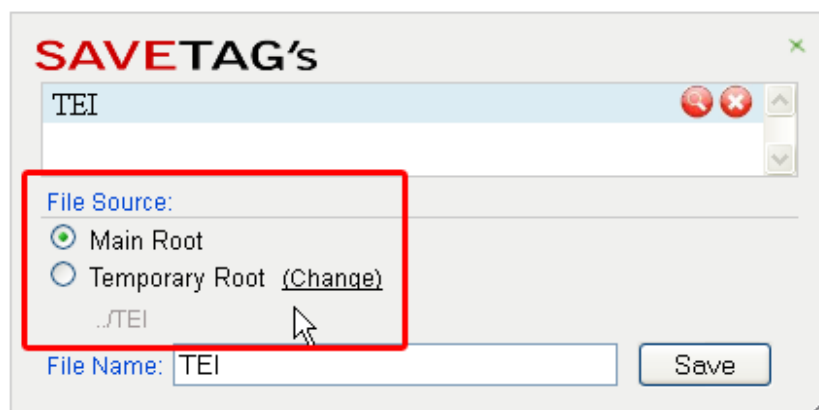 SAVETAG's
TEI
File Source:
Main Root
Temporary Root (Change)
../TEI
File Name: TEI Save